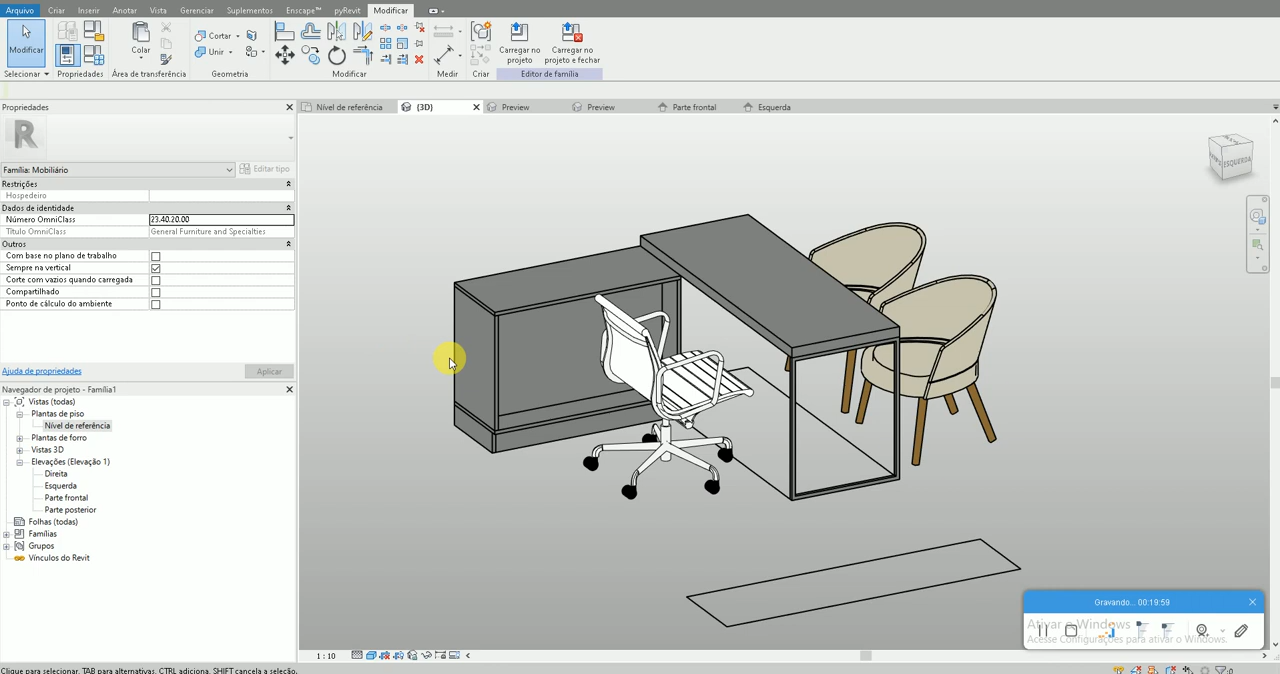 Arquivo Criar Inserir Anotar Vista Gerenciar Suplementos Enscape™ pyRevit Modificar
Modificar
Colar
Cortar
Unir
Carregar no
projeto
Carregar no
projeto e fechar
Selecionar Propriedades Área de transferência Geometria Modificar Medir Criar Editor de família
Propriedades
Nível de referência (3D) Preview Preview Parte frontal Esquerda
Família: Mobiliário Editar tipo
Restrições
Hospedeiro
Dados de identidade
Número OmniClass 23.40.20.00
Título OmniClass General Furniture and Specialties
Outros
Com base no plano de trabalho
Sempre na vertical
Corte com vazios quando carregada
Compartilhado
Ponto de cálculo do ambiente
Ajuda de propriedades Aplicar
Navegador de projeto - Família1
Vistas (todas)
Plantas de piso
Nível de referência
Plantas de forro
Vistas 3D
Elevações (Elevação 1)
Direita
Esquerda
Parte frontal
Parte posterior
Folhas (todas)
Famílias
Grupos
Vínculos do Revit
ESQUERDA
Gravando... 00:19:59
Ativar o Windows
Acesse Configurações para ativar o Windows.
1 : 10
Clique para selecionar, TAB para alternativas, CTRL adiciona, SHIFT cancela a seleção. :0